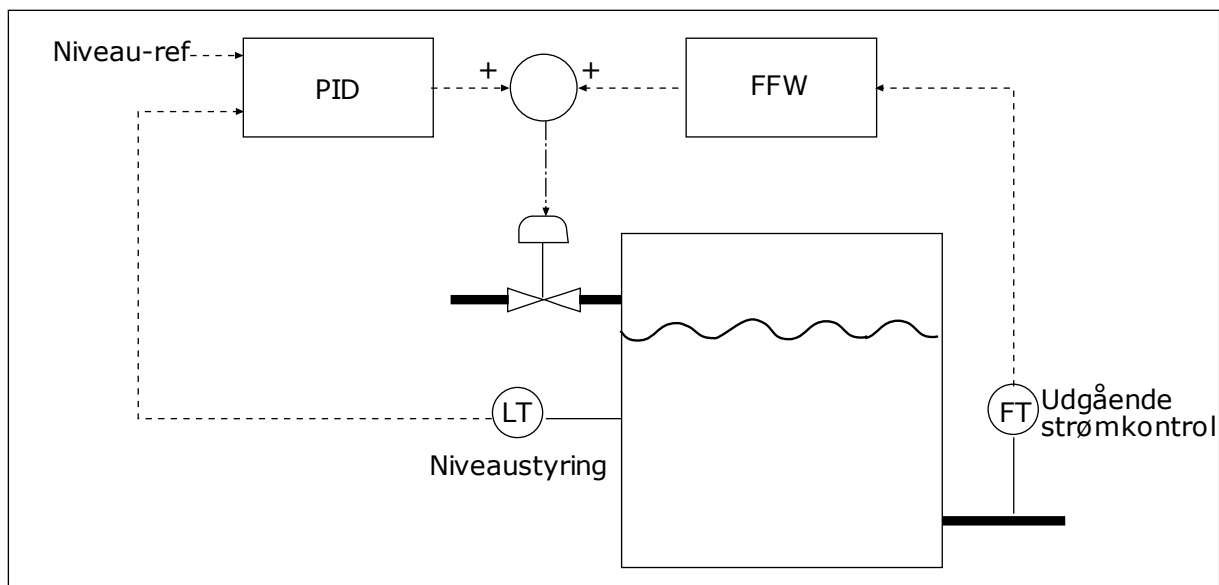 Niveau-ref
PID
+
+
FFW
LT
Niveaustyring
FT
Udgående
strømkontrol